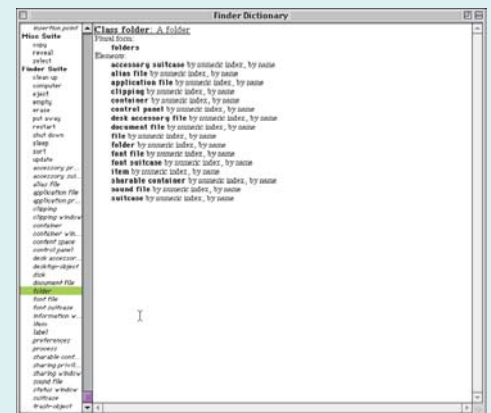 Finder Dictionary
insertion point
Misc Suite
copy
reveal
select
Finder Suite
clean up
computer
eject
empty
erase
put away
restart
shut down
sleep
sort
update
accessory pr...
accessory sui...
alias file
application file
application pr...
clipping
clipping window
container
container win...
content space
control panel
desk accessor...
desktop-object
disk
document file
folder
font file
font suitcase
information w...
item
label
preferences
process
sharable cont...
sharing privil...
sharing window
sound file
status window
suitcase
trash-object
Class folder: A folder
Plural form:
folders
Elements:
accessory suitcase by numeric index, by name
alias file by numeric index, by name
application file by numeric index, by name
clipping by numeric index, by name
container by numeric index, by name
control panel by numeric index, by name
desk accessory file by numeric index, by name
document file by numeric index, by name
file by numeric index, by name
folder by numeric index, by name
font file by numeric index, by name
font suitcase by numeric index, by name
item by numeric index, by name
sharable container by numeric index, by name
sound file by numeric index, by name
suitcase by numeric index, by name